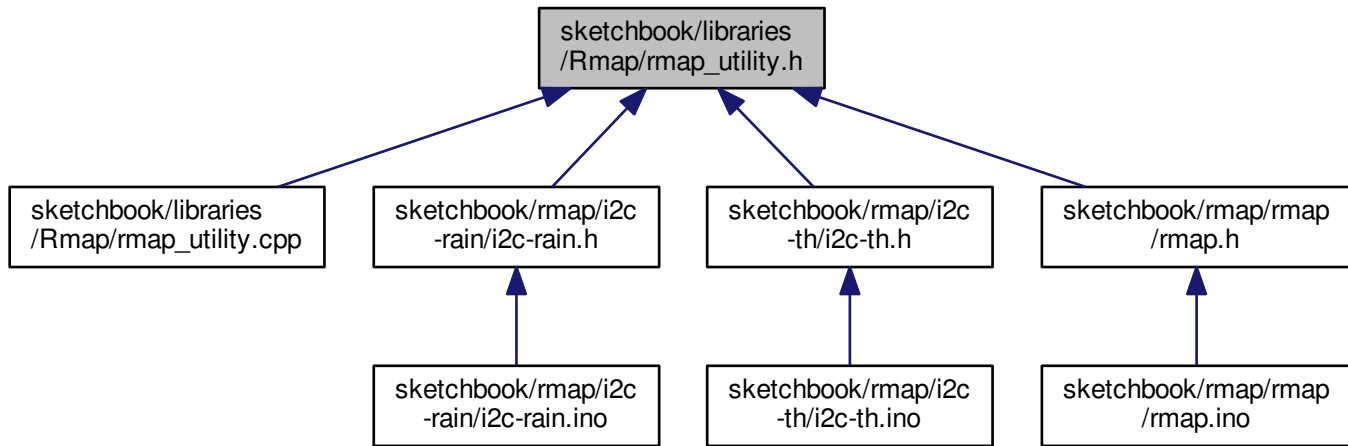 sketchbook/libraries
/Rmap/rmap_utility.h
sketchbook/libraries
/Rmap/rmap_utility.cpp
sketchbook/rmap/i2c
-rain/i2c-rain.h
sketchbook/rmap/i2c
-th/i2c-th.h
sketchbook/rmap/rmap
/rmap.h
sketchbook/rmap/i2c
-rain/i2c-rain.ino
sketchbook/rmap/i2c
-th/i2c-th.ino
sketchbook/rmap/rmap
/rmap.ino